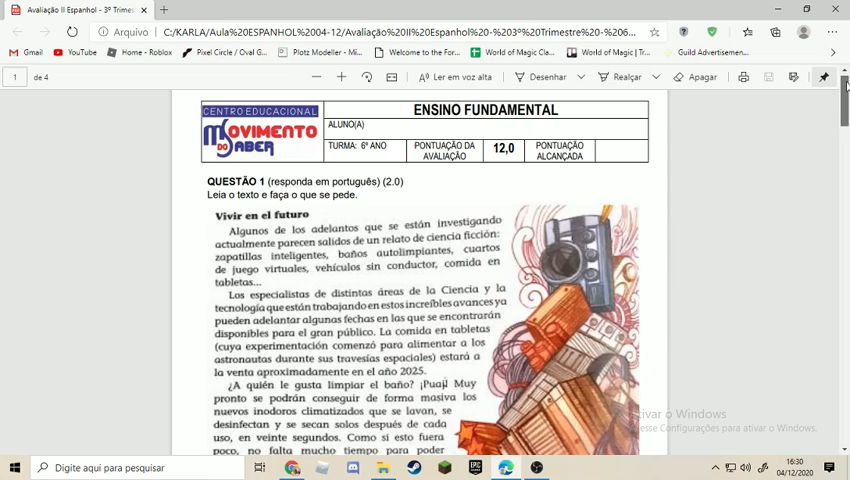 Avaliação II Espanhol - 3º Trimes
Arquivo C:/KARLA/Aula%20ESPANHOL%2004-12/Avaliação%20II%20Espanhol%20-%203º%20Trimestre%20-%206...
Gmail YouTube Home - Roblox Pixel Circle / Oval G... Plotz Modeller - Mi... Welcome to the For... World of Magic Cla... World of Magic | Tr... Guild Advertisemen...
1 de 4 Ler em voz alta Desenhar Realçar Apagar
CENTRO EDUCACIONAL
MOVIMENTO
DO SABER
ENSINO FUNDAMENTAL
ALUNO(A)
TURMA: 6º ANO PONTUAÇÃO DA AVALIAÇÃO 12,0 PONTUAÇÃO ALCANÇADA
QUESTÃO 1 (responda em português) (2.0)
Leia o texto e faça o que se pede.
Vivir en el futuro
Algunos de los adelantos que se están investigando
actualmente parecen salidos de un relato de ciencia ficción:
zapatillas inteligentes, baños autolimpiantes, cuartos
de juego virtuales, vehículos sin conductor, comida en
tabletas...
Los especialistas de distintas áreas de la Ciencia y la
tecnología que están trabajando en estos increíbles avances ya
pueden adelantar algunas fechas en las que se encontrarán
disponibles para el gran público. La comida en tabletas
(cuya experimentación comenzó para alimentar a los
astronautas durante sus travesías espaciales) estará a
la venta aproximadamente en el año 2025.
¿A quién le gusta limpiar el baño? ¡Puaj! Muy
pronto se podrán conseguir de forma masiva los
nuevos inodoros climatizados que se lavan, se
desinfectan y se secan solos después de cada
uso, en veinte segundos. Como si esto fuera
poco, no falta mucho tiempo para poder
tivar o Windows
esse Configurações para ativar o Windows.
Digite aqui para pesquisar
16:30
04/12/2020